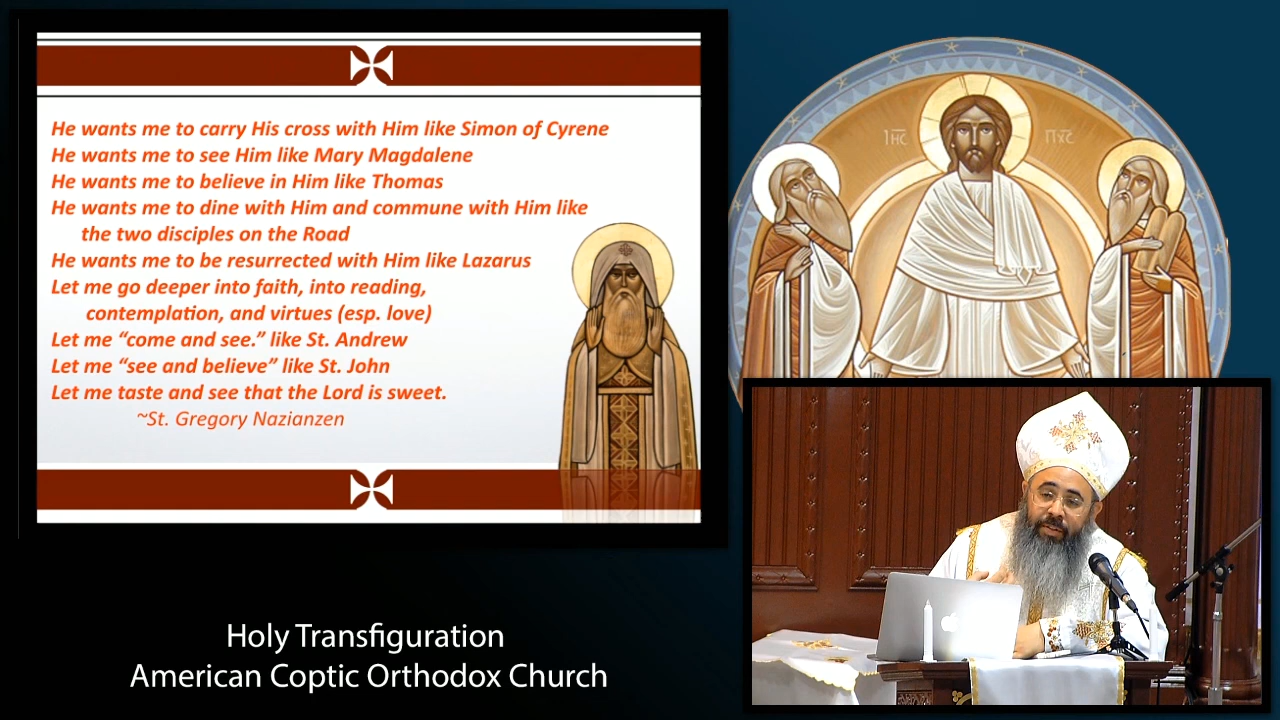 He wants me to carry His cross with Him like Simon of Cyrene
He wants me to see Him like Mary Magdalene
He wants me to believe in Him like Thomas
He wants me to dine with Him and commune with Him like
the two disciples on the Road
He wants me to be resurrected with Him like Lazarus
Let me go deeper into faith, into reading,
contemplation, and virtues (esp. love)
Let me “come and see.” like St. Andrew
Let me “see and believe” like St. John
Let me taste and see that the Lord is sweet.
~St. Gregory Nazianzen
Holy Transfiguration
American Coptic Orthodox Church